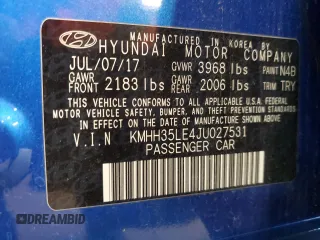 MANUFACTURED IN KOREA BY
HYUNDAI MOTOR COMPANY
JUL/07/17 GVWR 3968 lbs PAINT N4B
GAWR FRONT 2183 lbs GAWR REAR 2006 lbs TRIM TRY
THIS VEHICLE CONFORMS TO ALL APPLICABLE
U.S. FEDERAL MOTOR VEHICLE SAFETY, BUMPER,
AND THEFT PREVENTION STANDARDS IN EFFECT ON
THE DATE OF MANUFACTURE SHOWN ABOVE.
V.I.N KMHH35LE4JU027531
PASSENGER CAR
© DREAMBID